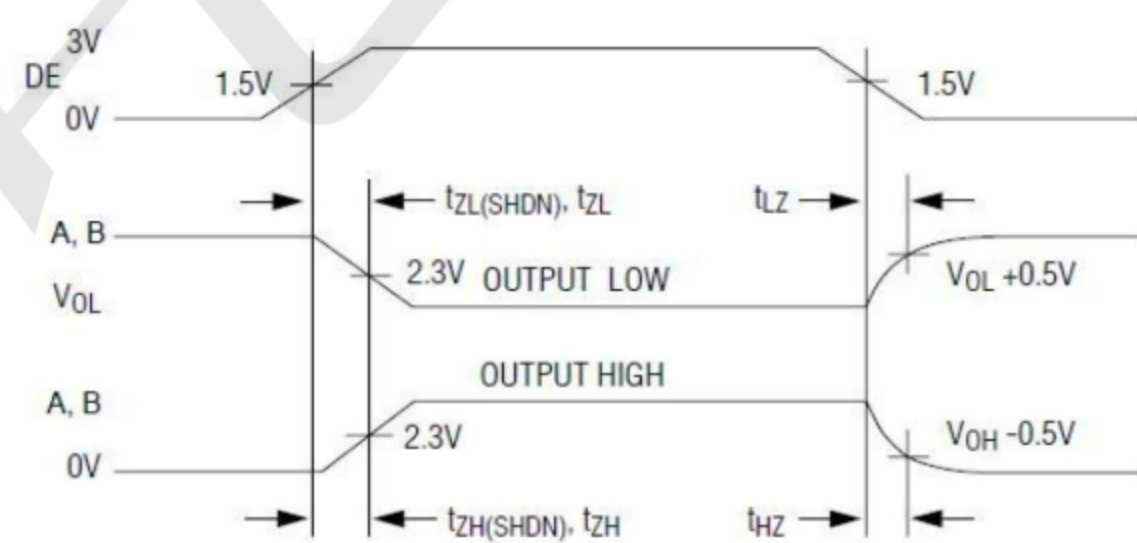 3V
DE
1.5V
1.5V
0V
tZL(SHDN), tZL
tLZ
A, B
2.3V OUTPUT LOW
VOL +0.5V
VOL
OUTPUT HIGH
A, B
2.3V
VOH -0.5V
0V
tZH(SHDN), tZH
tHZ